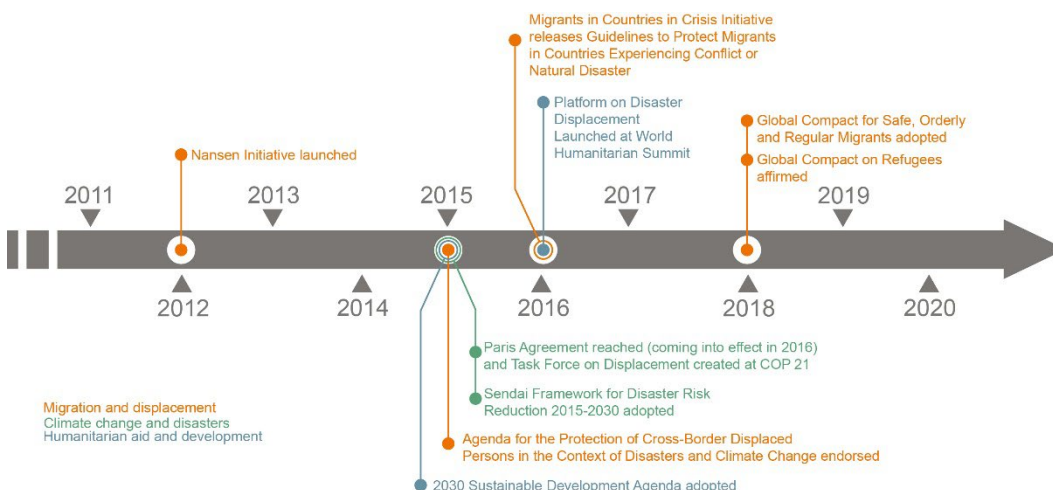 Migrants in Countries in Crisis Initiative
releases Guidelines to Protect Migrants
in Countries Experiencing Conflict or
Natural Disaster
Platform on Disaster
Displacement
Launched at World
Humanitarian Summit
Global Compact for Safe, Orderly
and Regular Migrants adopted
Global Compact on Refugees
affirmed
Nansen Initiative launched
2011
2013
2015
2017
2019
2012
2014
2016
2018
2020
Paris Agreement reached (coming into effect in 2016)
and Task Force on Displacement created at COP 21
Sendai Framework for Disaster Risk
Reduction 2015-2030 adopted
Migration and displacement
Climate change and disasters
Humanitarian aid and development
Agenda for the Protection of Cross-Border Displaced
Persons in the Context of Disasters and Climate Change endorsed
2030 Sustainable Development Agenda adopted